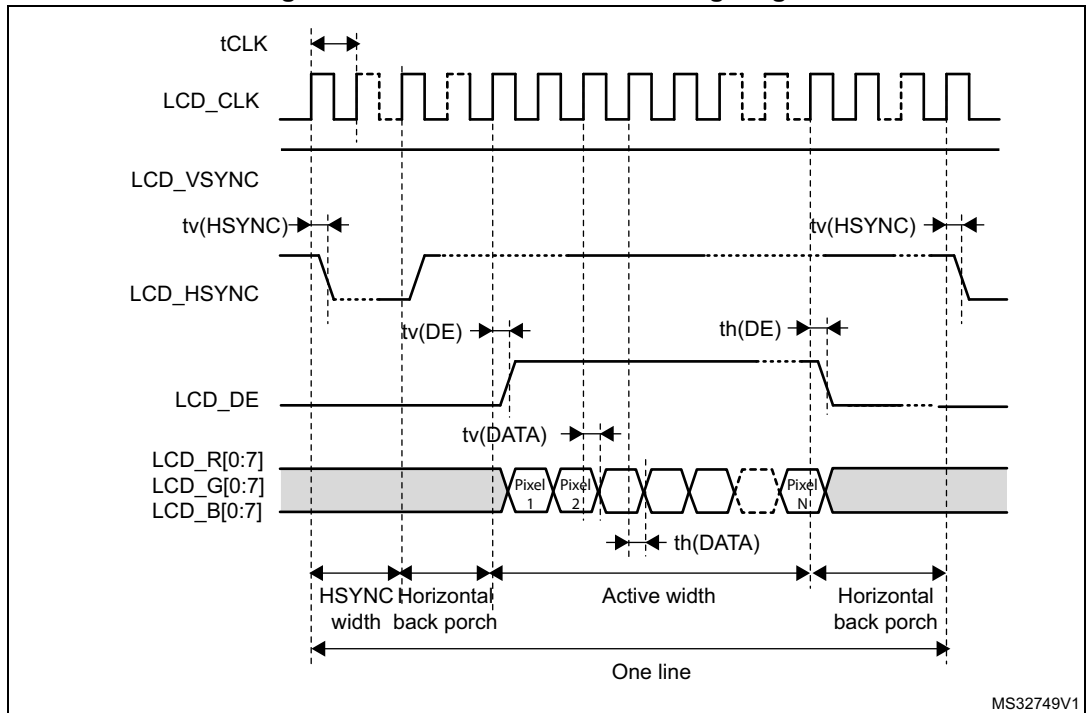 tCLK
LCD_CLK
LCD_VSYNC
tv(HSYNC)
tv(HSYNC)
LCD_HSYNC
tv(DE)
th(DE)
LCD_DE
tv(DATA)
LCD_R[0:7]
LCD_G[0:7]
LCD_B[0:7]
Pixel
1
Pixel
2
Pixel
N
th(DATA)
HSYNC
width
Horizontal
back porch
Active width
Horizontal
back porch
One line
MS32749V1